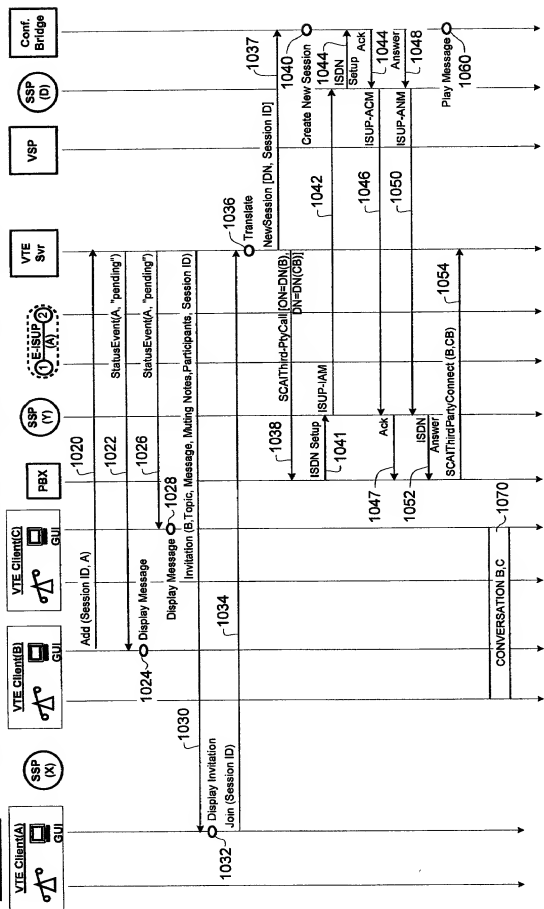 VTE Client(A)
GUI
SSP
(X)
VTE Client(B)
GUI
VTE Client(C)
GUI
PBX
SSP
(Y)
1 E-ISUP 2
(A)
VTE
Svr
VSP
SSP
(D)
Conf.
Bridge
Add (Session ID, A)
1020
StatusEvent(A, "pending")
1022
Display Message
1024
StatusEvent(A, "pending")
1026
Display Message
1028
Invitation (B,Topic, Message, Muting Notes,Participants, Session ID)
1030
Display Invitation
1032
Join (Session ID)
1034
Translate
1036
NewSession [DN, Session ID]
1037
SCAIThird-PtyCall [ON=DN(B),
DN=DN(CB)]
1038
Create New Session
1040
ISDN Setup
1041
ISUP-IAM
1042
ISDN
Setup
1044
Ack
1044
ISUP-ACM
1046
Ack
1047
Answer
1048
ISUP-ANM
1050
ISDN
Answer
1052
SCAIThirdPartyConnect (B,CB)
1054
Play Message
1060
CONVERSATION B,C
1070